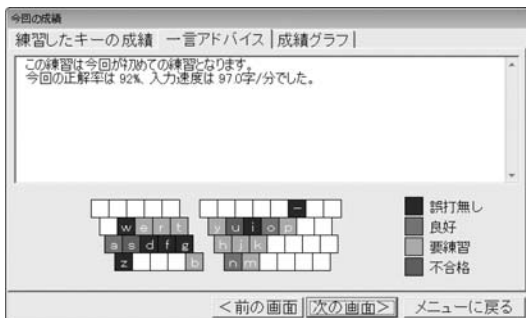 今回の成績
練習したキーの成績 一言アドバイス 成績グラフ
この練習は今回が初めての練習となります。
今回の正解率は 92%、入力速度は 97.0字/分でした。
-
w e r t y u i o p
a s d f g h j k
z b n m
誤打無し
良好
要練習
不合格
<前の画面 次の画面> メニューに戻る